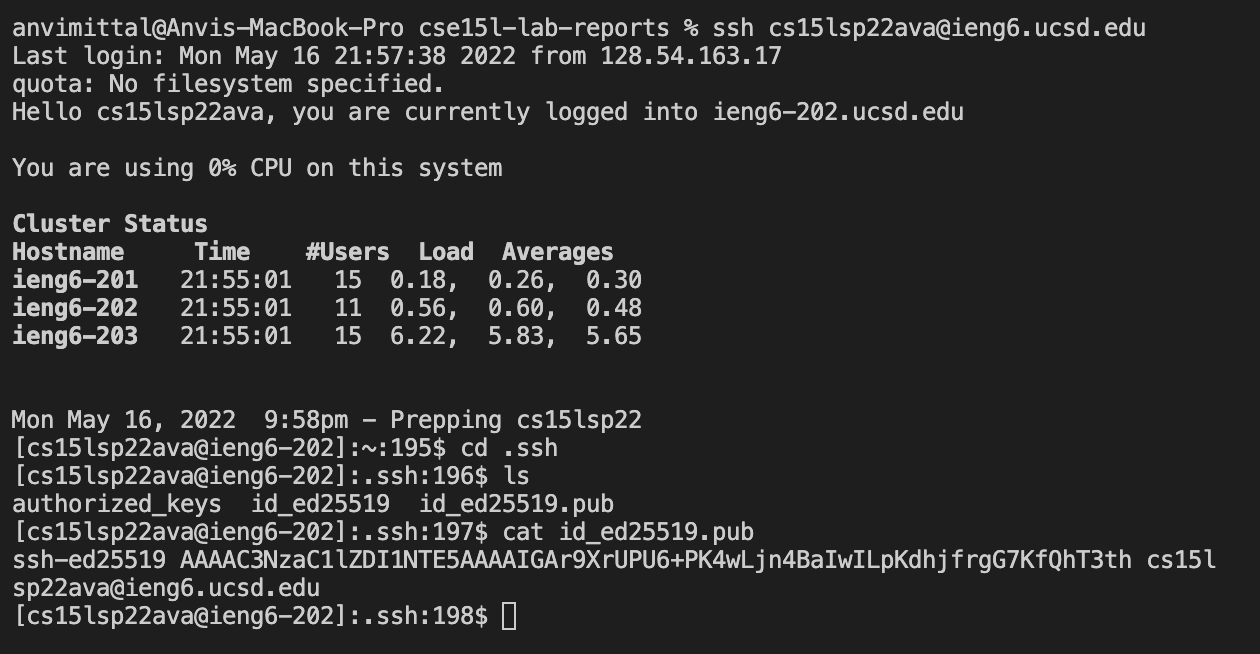 anvimittal@Anvis-MacBook-Pro cse15l-lab-reports % ssh cs15lsp22ava@ieng6.ucsd.edu
Last login: Mon May 16 21:57:38 2022 from 128.54.163.17
quota: No filesystem specified.
Hello cs15lsp22ava, you are currently logged into ieng6-202.ucsd.edu
You are using 0% CPU on this system
Cluster Status
Hostname     Time    #Users  Load  Averages
ieng6-201   21:55:01   15  0.18,  0.26,  0.30
ieng6-202   21:55:01   11  0.56,  0.60,  0.48
ieng6-203   21:55:01   15  6.22,  5.83,  5.65
Mon May 16, 2022  9:58pm - Prepping cs15lsp22
[cs15lsp22ava@ieng6-202]:~:195$ cd .ssh
[cs15lsp22ava@ieng6-202]:.ssh:196$ ls
authorized_keys  id_ed25519  id_ed25519.pub
[cs15lsp22ava@ieng6-202]:.ssh:197$ cat id_ed25519.pub
ssh-ed25519 AAAAC3NzaC1lZDI1NTE5AAAAIGAr9XrUPU6+PK4wLjn4BaIwILpKdhjfrgG7KfQhT3th cs15l
sp22ava@ieng6.ucsd.edu
[cs15lsp22ava@ieng6-202]:.ssh:198$